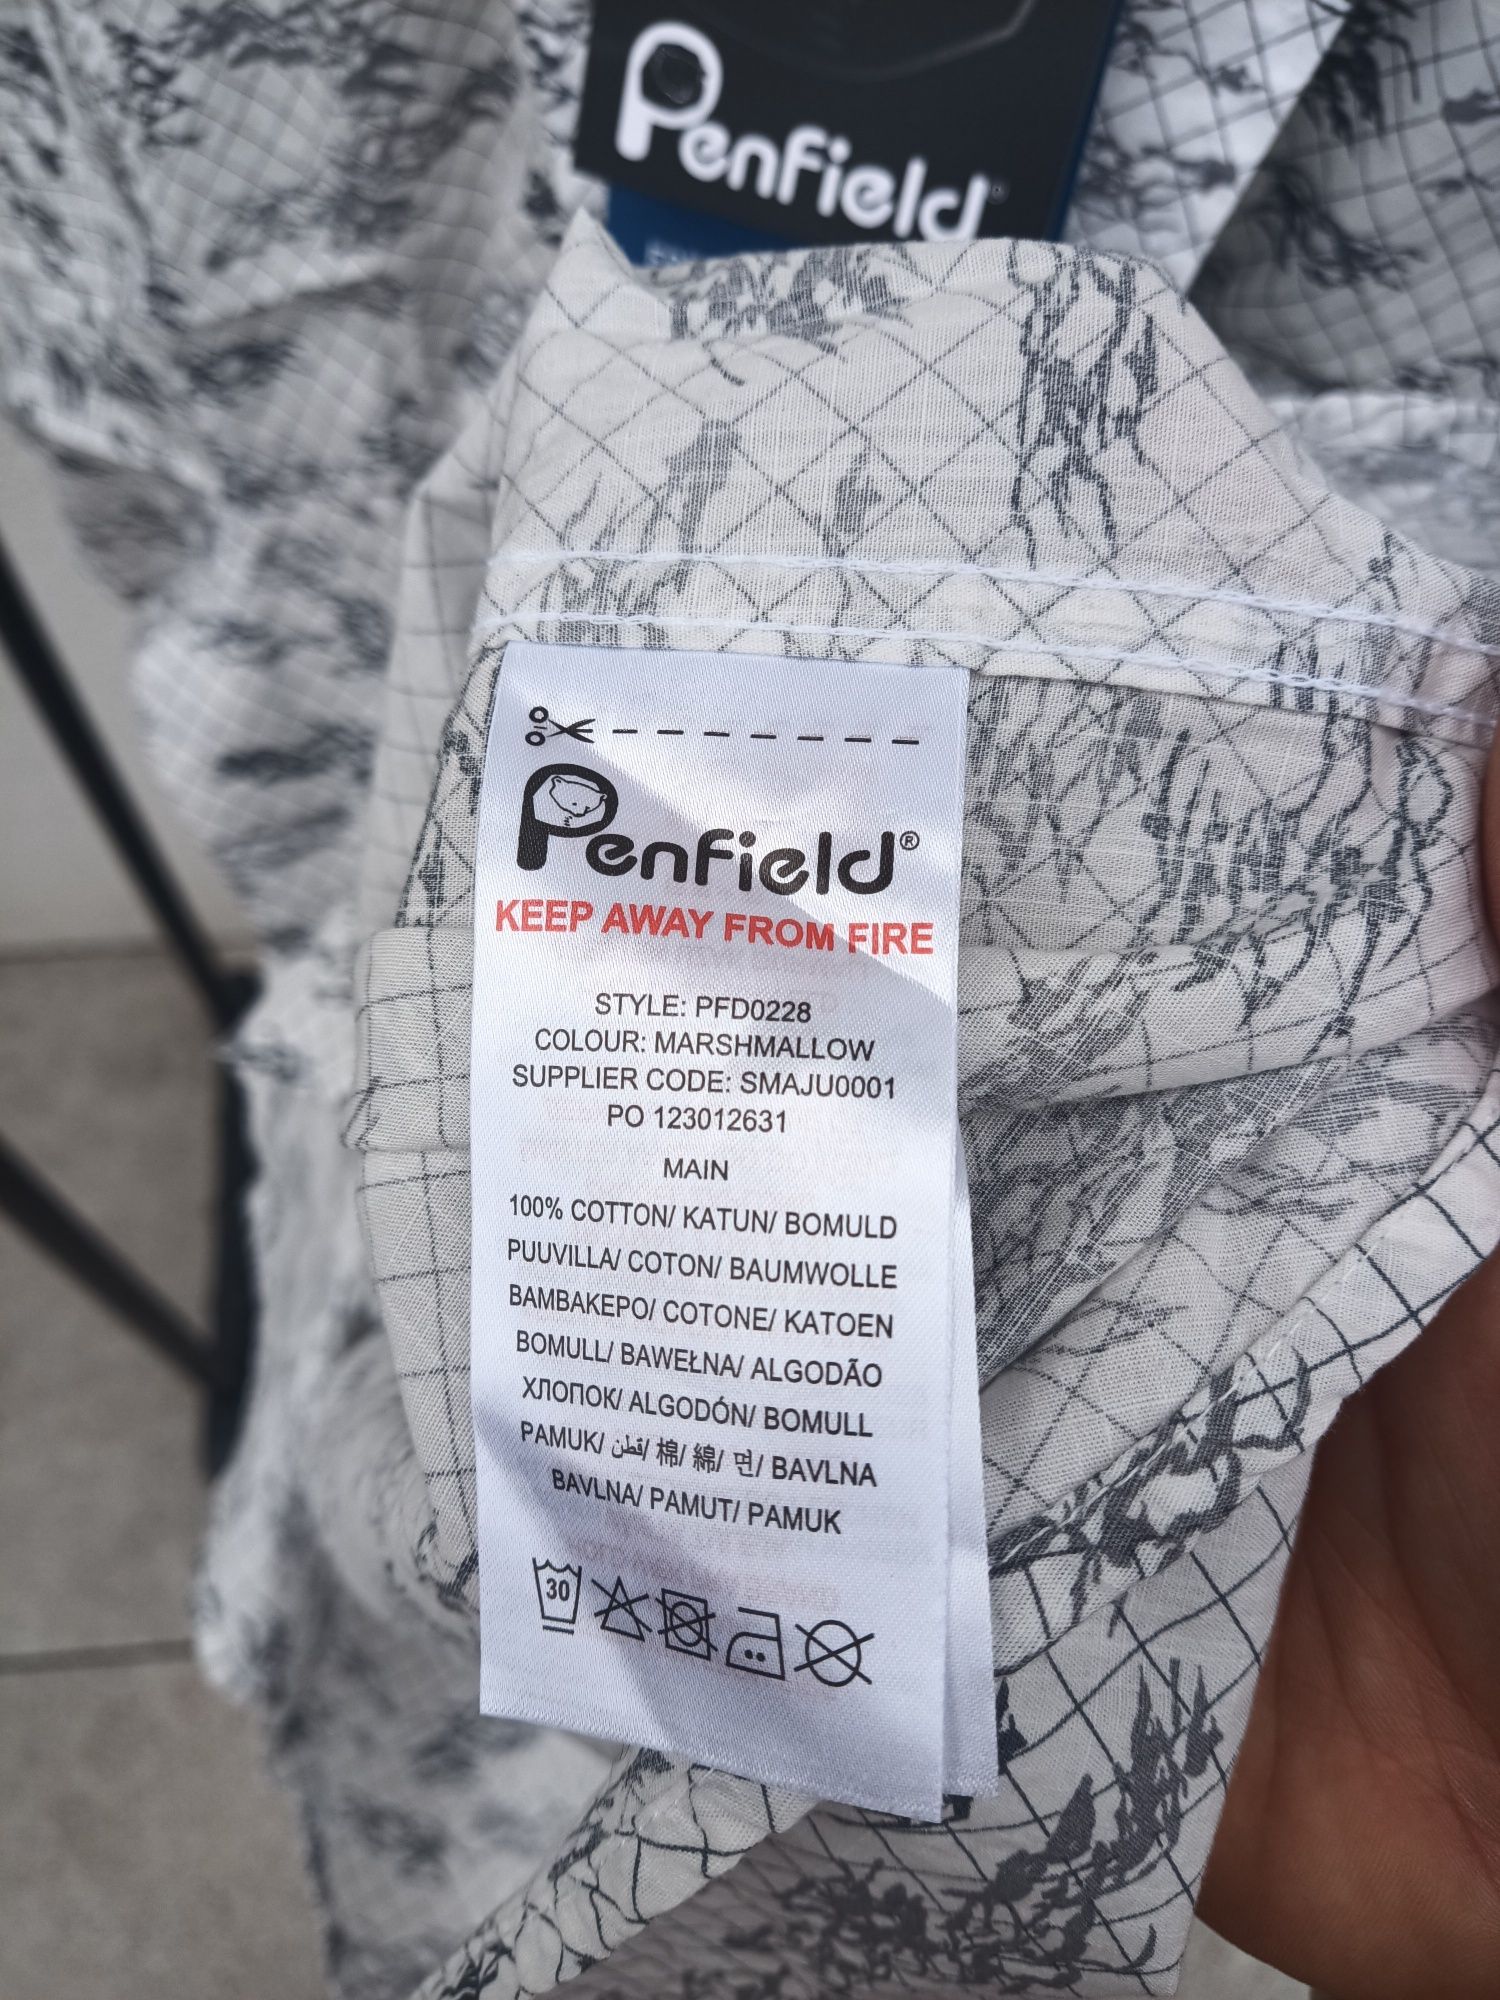 Penfield
Penfield®
KEEP AWAY FROM FIRE
STYLE: PFD0228
COLOUR: MARSHMALLOW
SUPPLIER CODE: SMAJU0001
PO 123012631
MAIN
100% COTTON/ KATUN/ BOMULD
PUUVILLA/ COTON/ BAUMWOLLE
BAMBAKEPO/ COTONE/ KATOEN
BOMULL/ BAWEŁNA/ ALGODÃO
ХЛОПОК/ ALGODÓN/ BOMULL
PAMUK/ قطن/ 棉/ 綿/ 면/ BAVLNA
BAVLNA/ PAMUT/ PAMUK
30